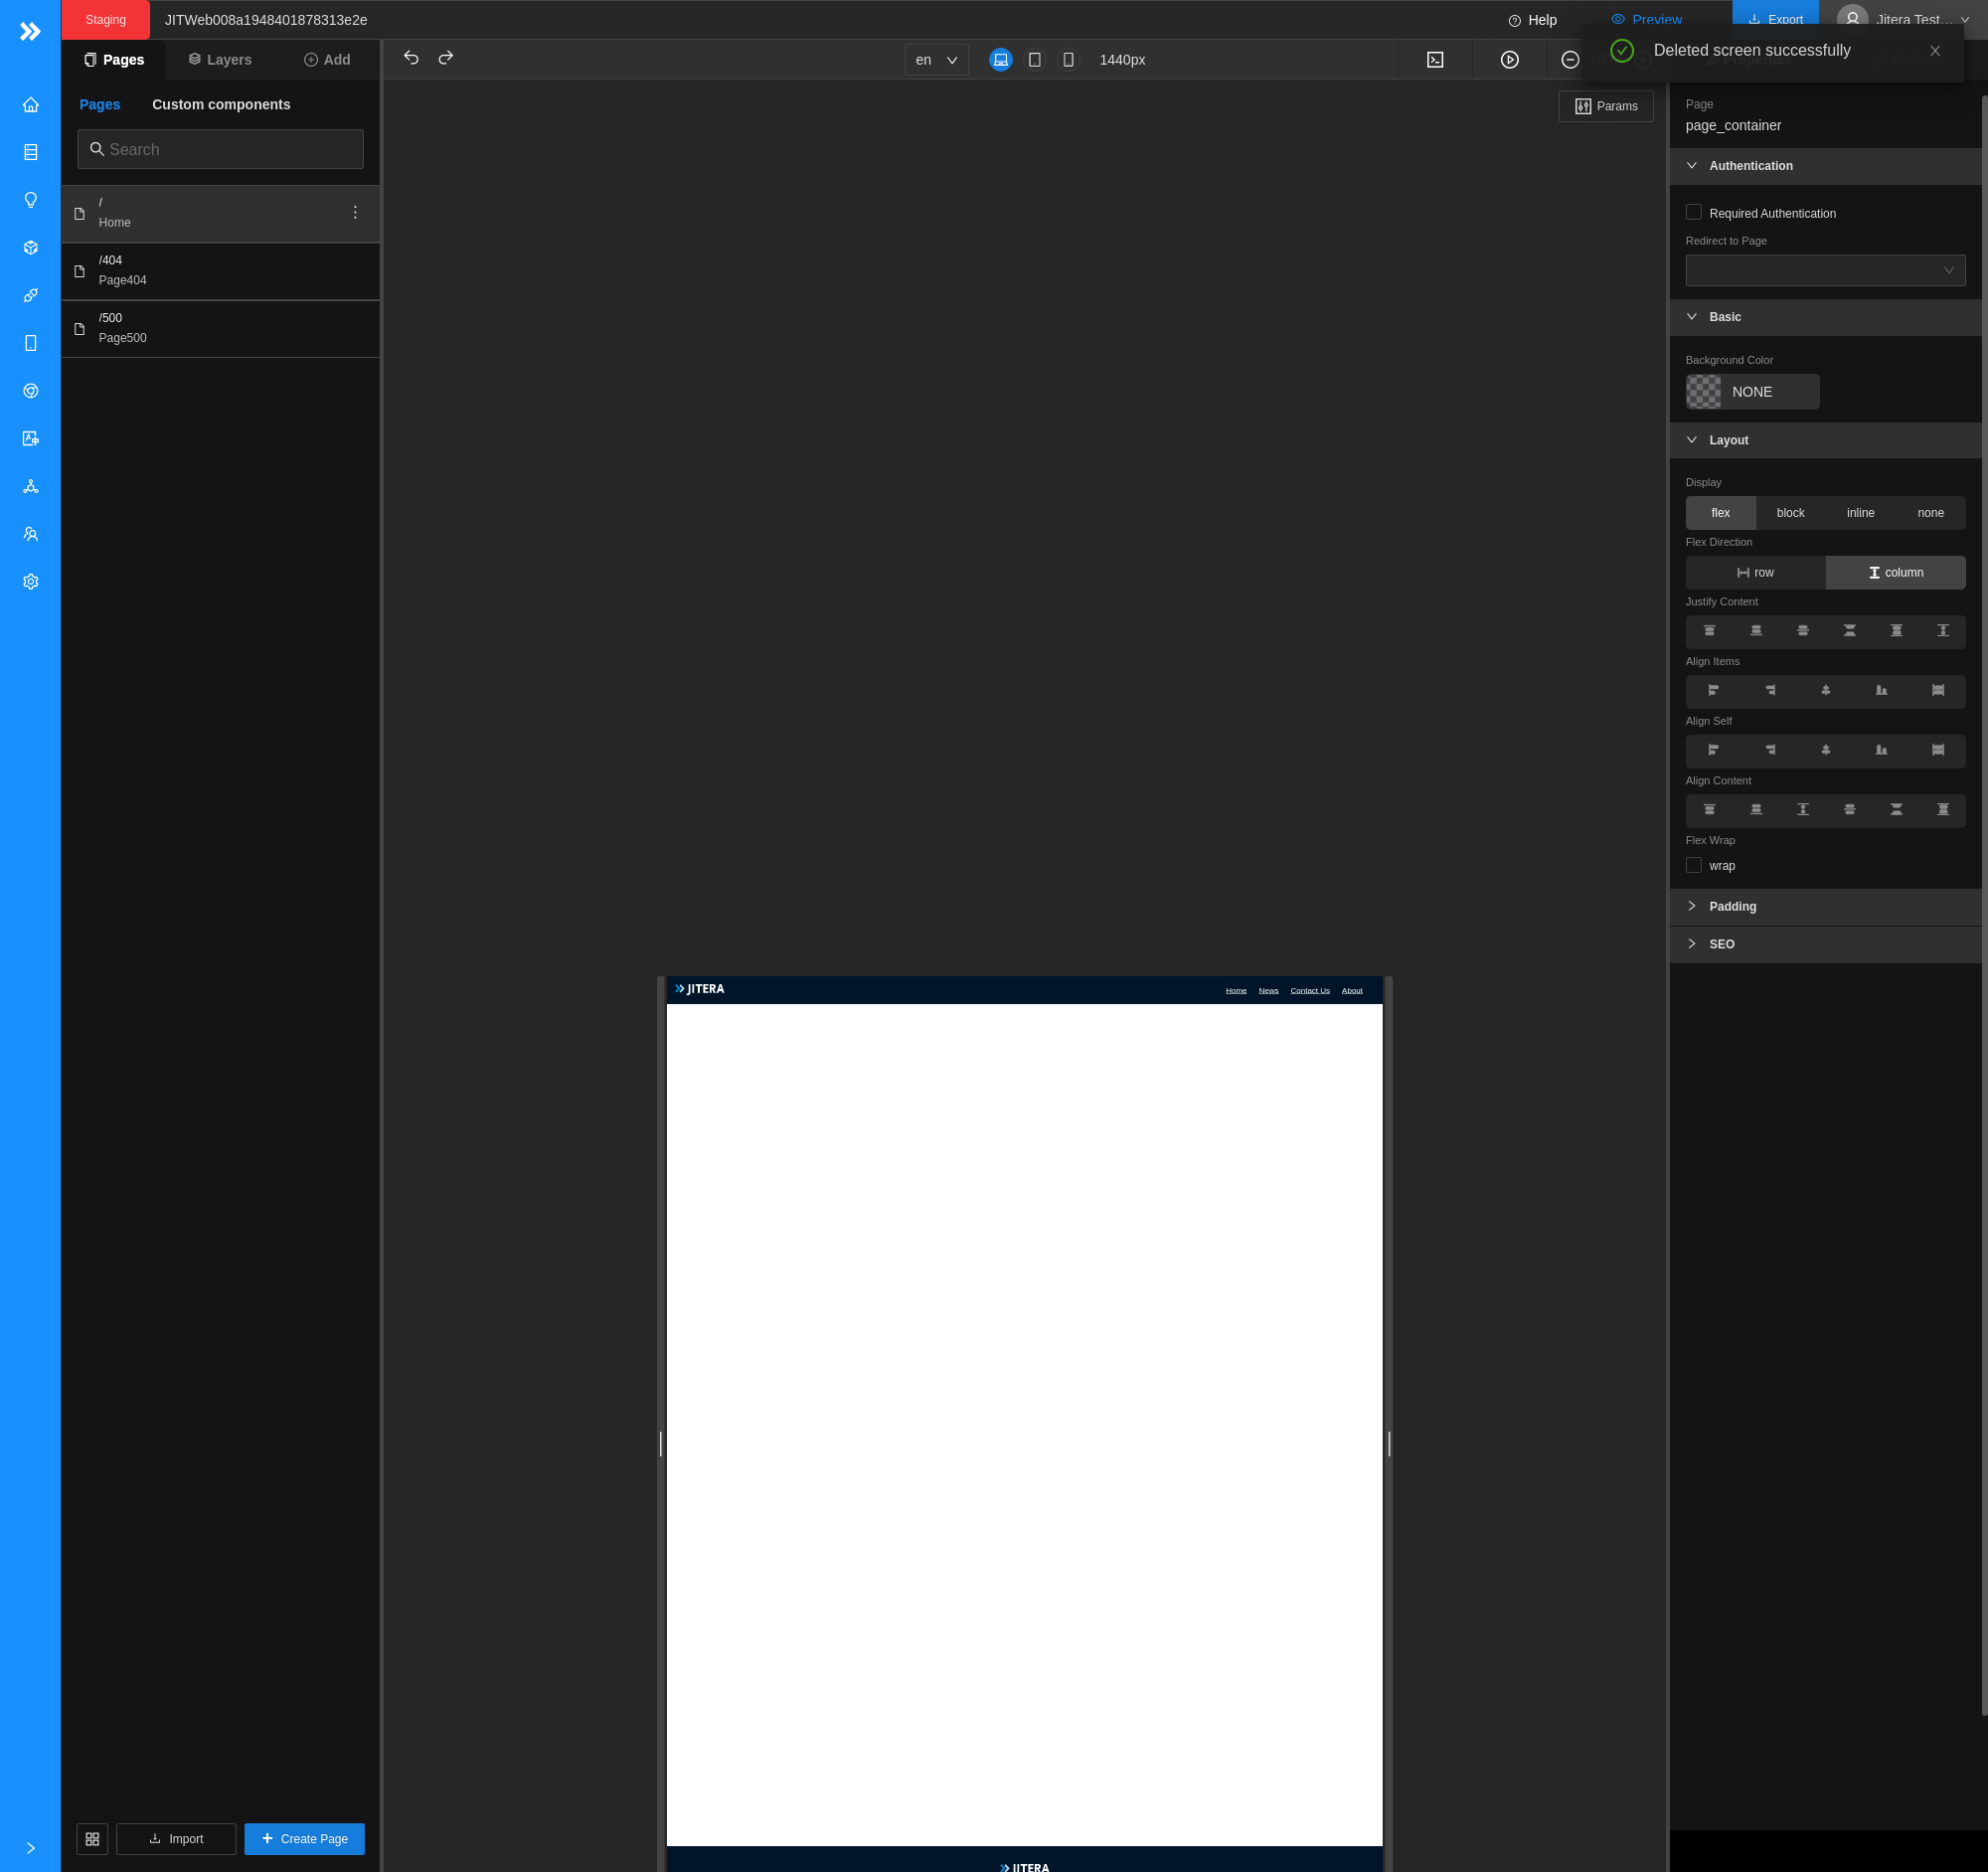 Staging
JITWeb008a1948401878313e2e
Help
Preview
Export
Jitera Test...
Deleted screen successfully
Pages
Layers
Add
en
1440px
Pages
Custom components
Search
/
Home
/404
Page404
/500
Page500
Import
Create Page
Params
JITERA
Home
News
Contact Us
About
JITERA
Page
page_container
Authentication
Required Authentication
Redirect to Page
Basic
Background Color
NONE
Layout
Display
flex
block
inline
none
Flex Direction
row
column
Justify Content
Align Items
Align Self
Align Content
Flex Wrap
wrap
Padding
SEO